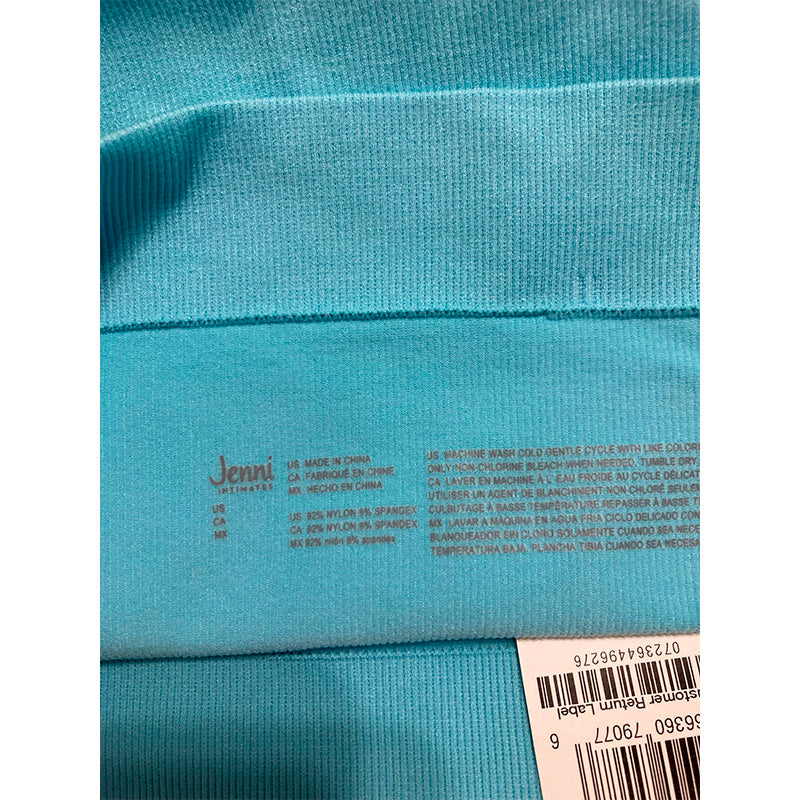 Jenni
INTIMATES
US
CA
MX
US MADE IN CHINA
CA FABRIQUÉ EN CHINE
MX HECHO EN CHINA
US 92% NYLON 8% SPANDEX
CA 92% NYLON 8% SPANDEX
MX 92% nilón 8% spandex
US MACHINE WASH COLD GENTLE CYCLE WITH LIKE COLORS
ONLY NON-CHLORINE BLEACH WHEN NEEDED, TUMBLE DRY
CA LAVER EN MACHINE À L' EAU FROIDE AU CYCLE DÉLICAT
UTILISER UN AGENT DE BLANCHIMENT NON CHLORÉ SEULEM
CULBUTAGE À BASSE TEMPÉRATURE. REPASSER À BASSE T
MX LAVAR A MÁQUINA EN AGUA FRIA CICLO DELICADO CON
BLANQUEADOR SIN CLORO SOLAMENTE CUANDO SEA NECE
TEMPERATURA BAJA. PLANCHA TIBIA CUANDO SEA NECESA
072364496276
ustomer Return Label
66360 79077 6